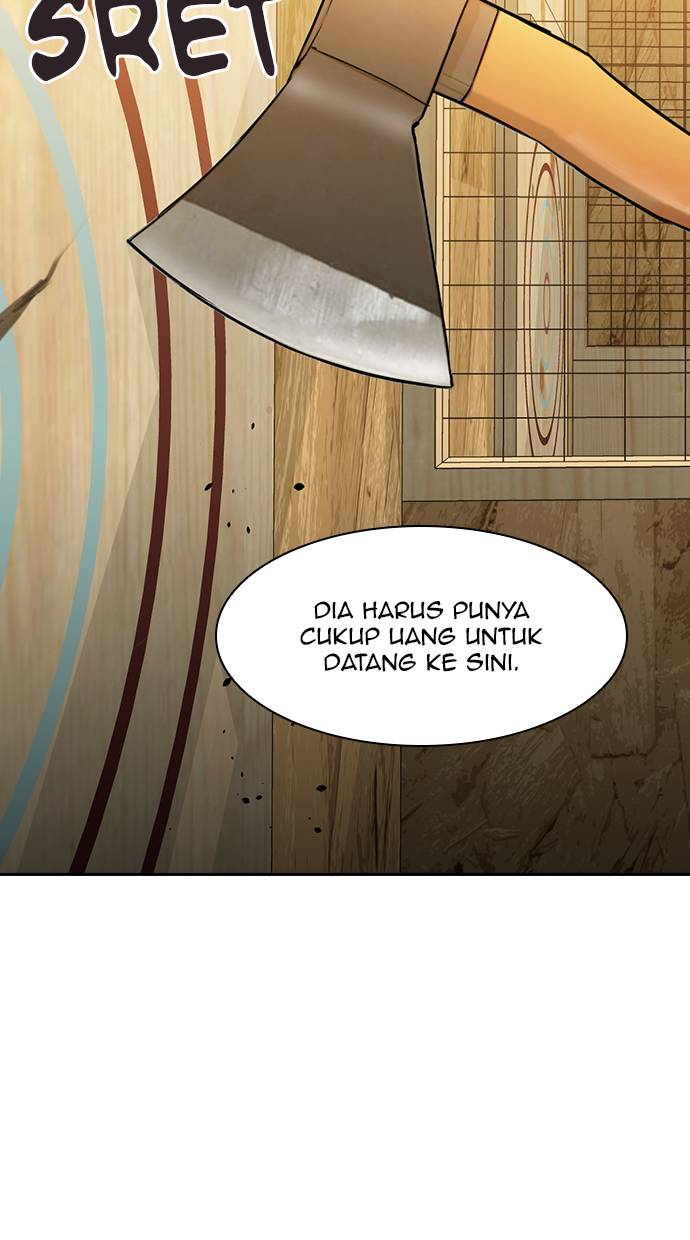 SRET
DIA HARUS PUNYA
CUKUP UANG UNTUK
DATANG KE SINI.